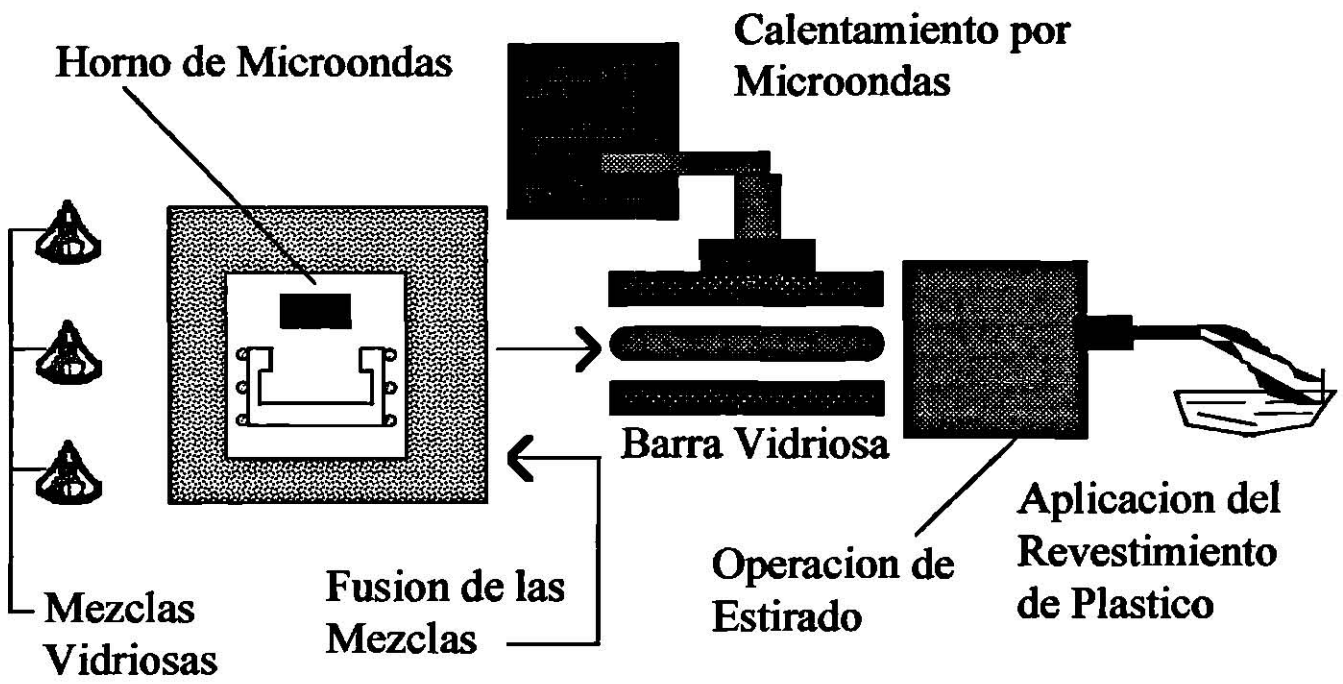 Horno de Microondas
Calentamiento por
Microondas
Barra Vidriosa
Mezclas
Vidriosas
Fusion de las
Mezclas
Operacion de
Estirado
Aplicacion del
Revestimiento
de Plastico